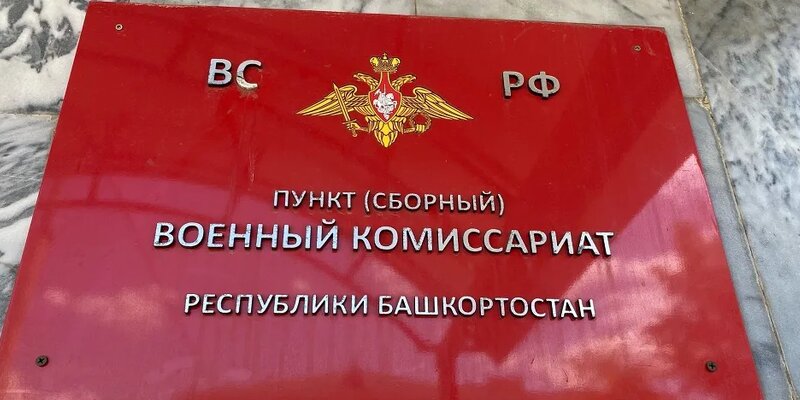 ВС РФ
ПУНКТ (СБОРНЫЙ)
ВОЕННЫЙ КОМИССАРИАТ
РЕСПУБЛИКИ БАШКОРТОСТАН